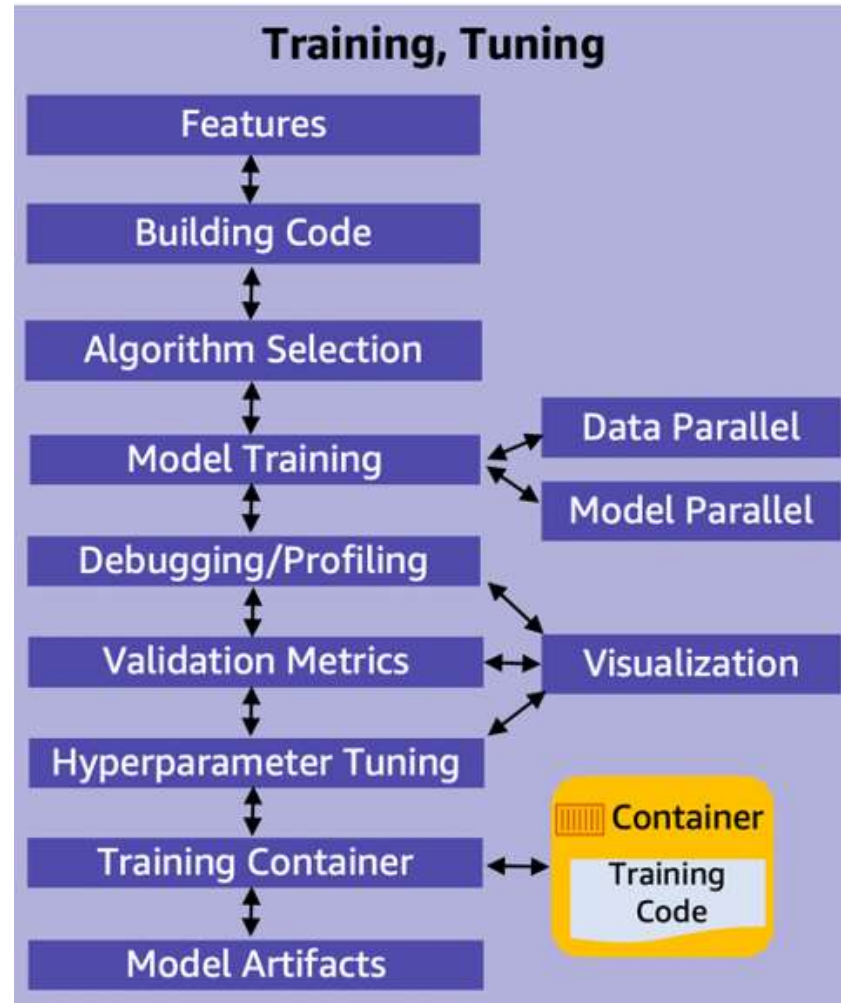 Training, Tuning
Features
Building Code
Algorithm Selection
Model Training
Data Parallel
Model Parallel
Debugging/Profiling
Validation Metrics
Visualization
Hyperparameter Tuning
Container
Training Container
Training
Code
Model Artifacts